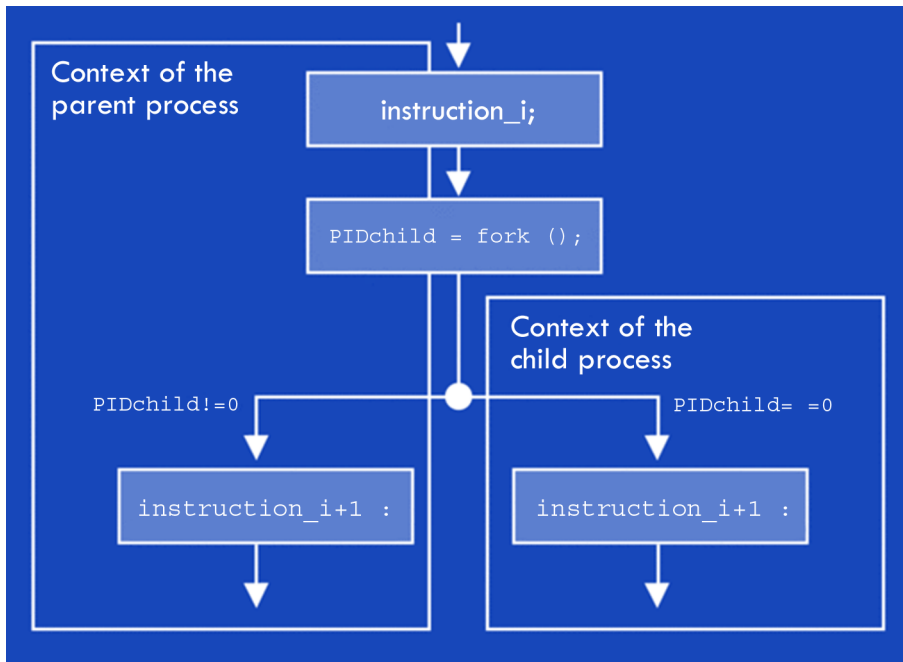 Context of the
parent process
instruction_i;
PIDchild = fork ();
Context of the
child process
PIDchild!=0
PIDchild= =0
instruction_i+1 :
instruction_i+1 :